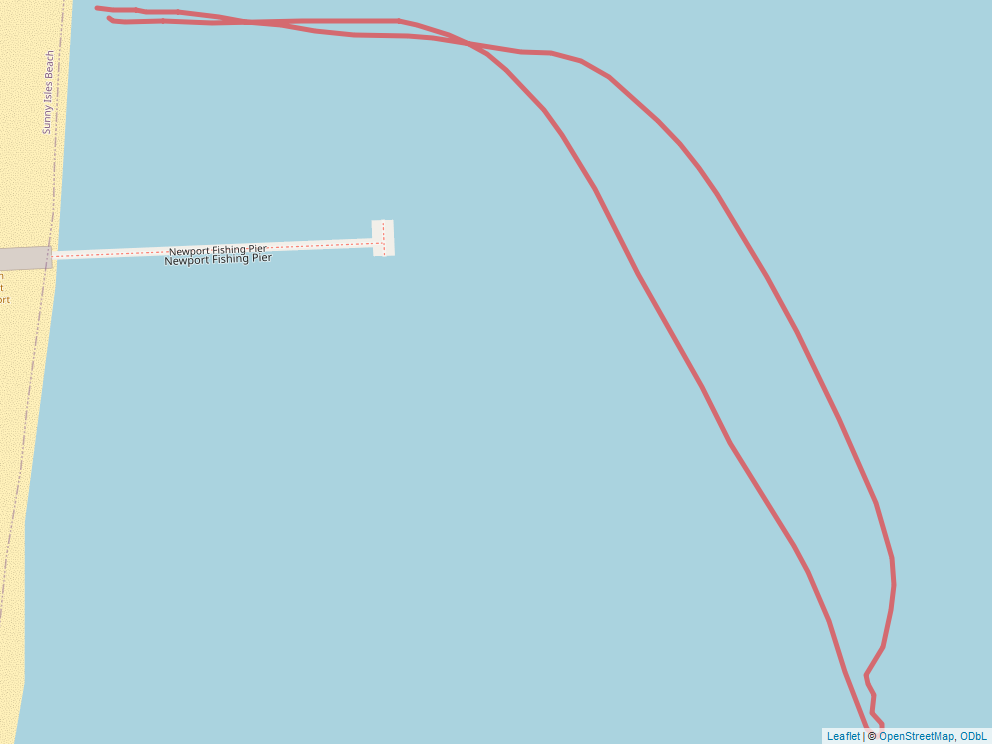 Sunny Isles Beach
Newport Fishing Pier
Newport Fishing Pier
Leaflet | © OpenStreetMap, ODbL